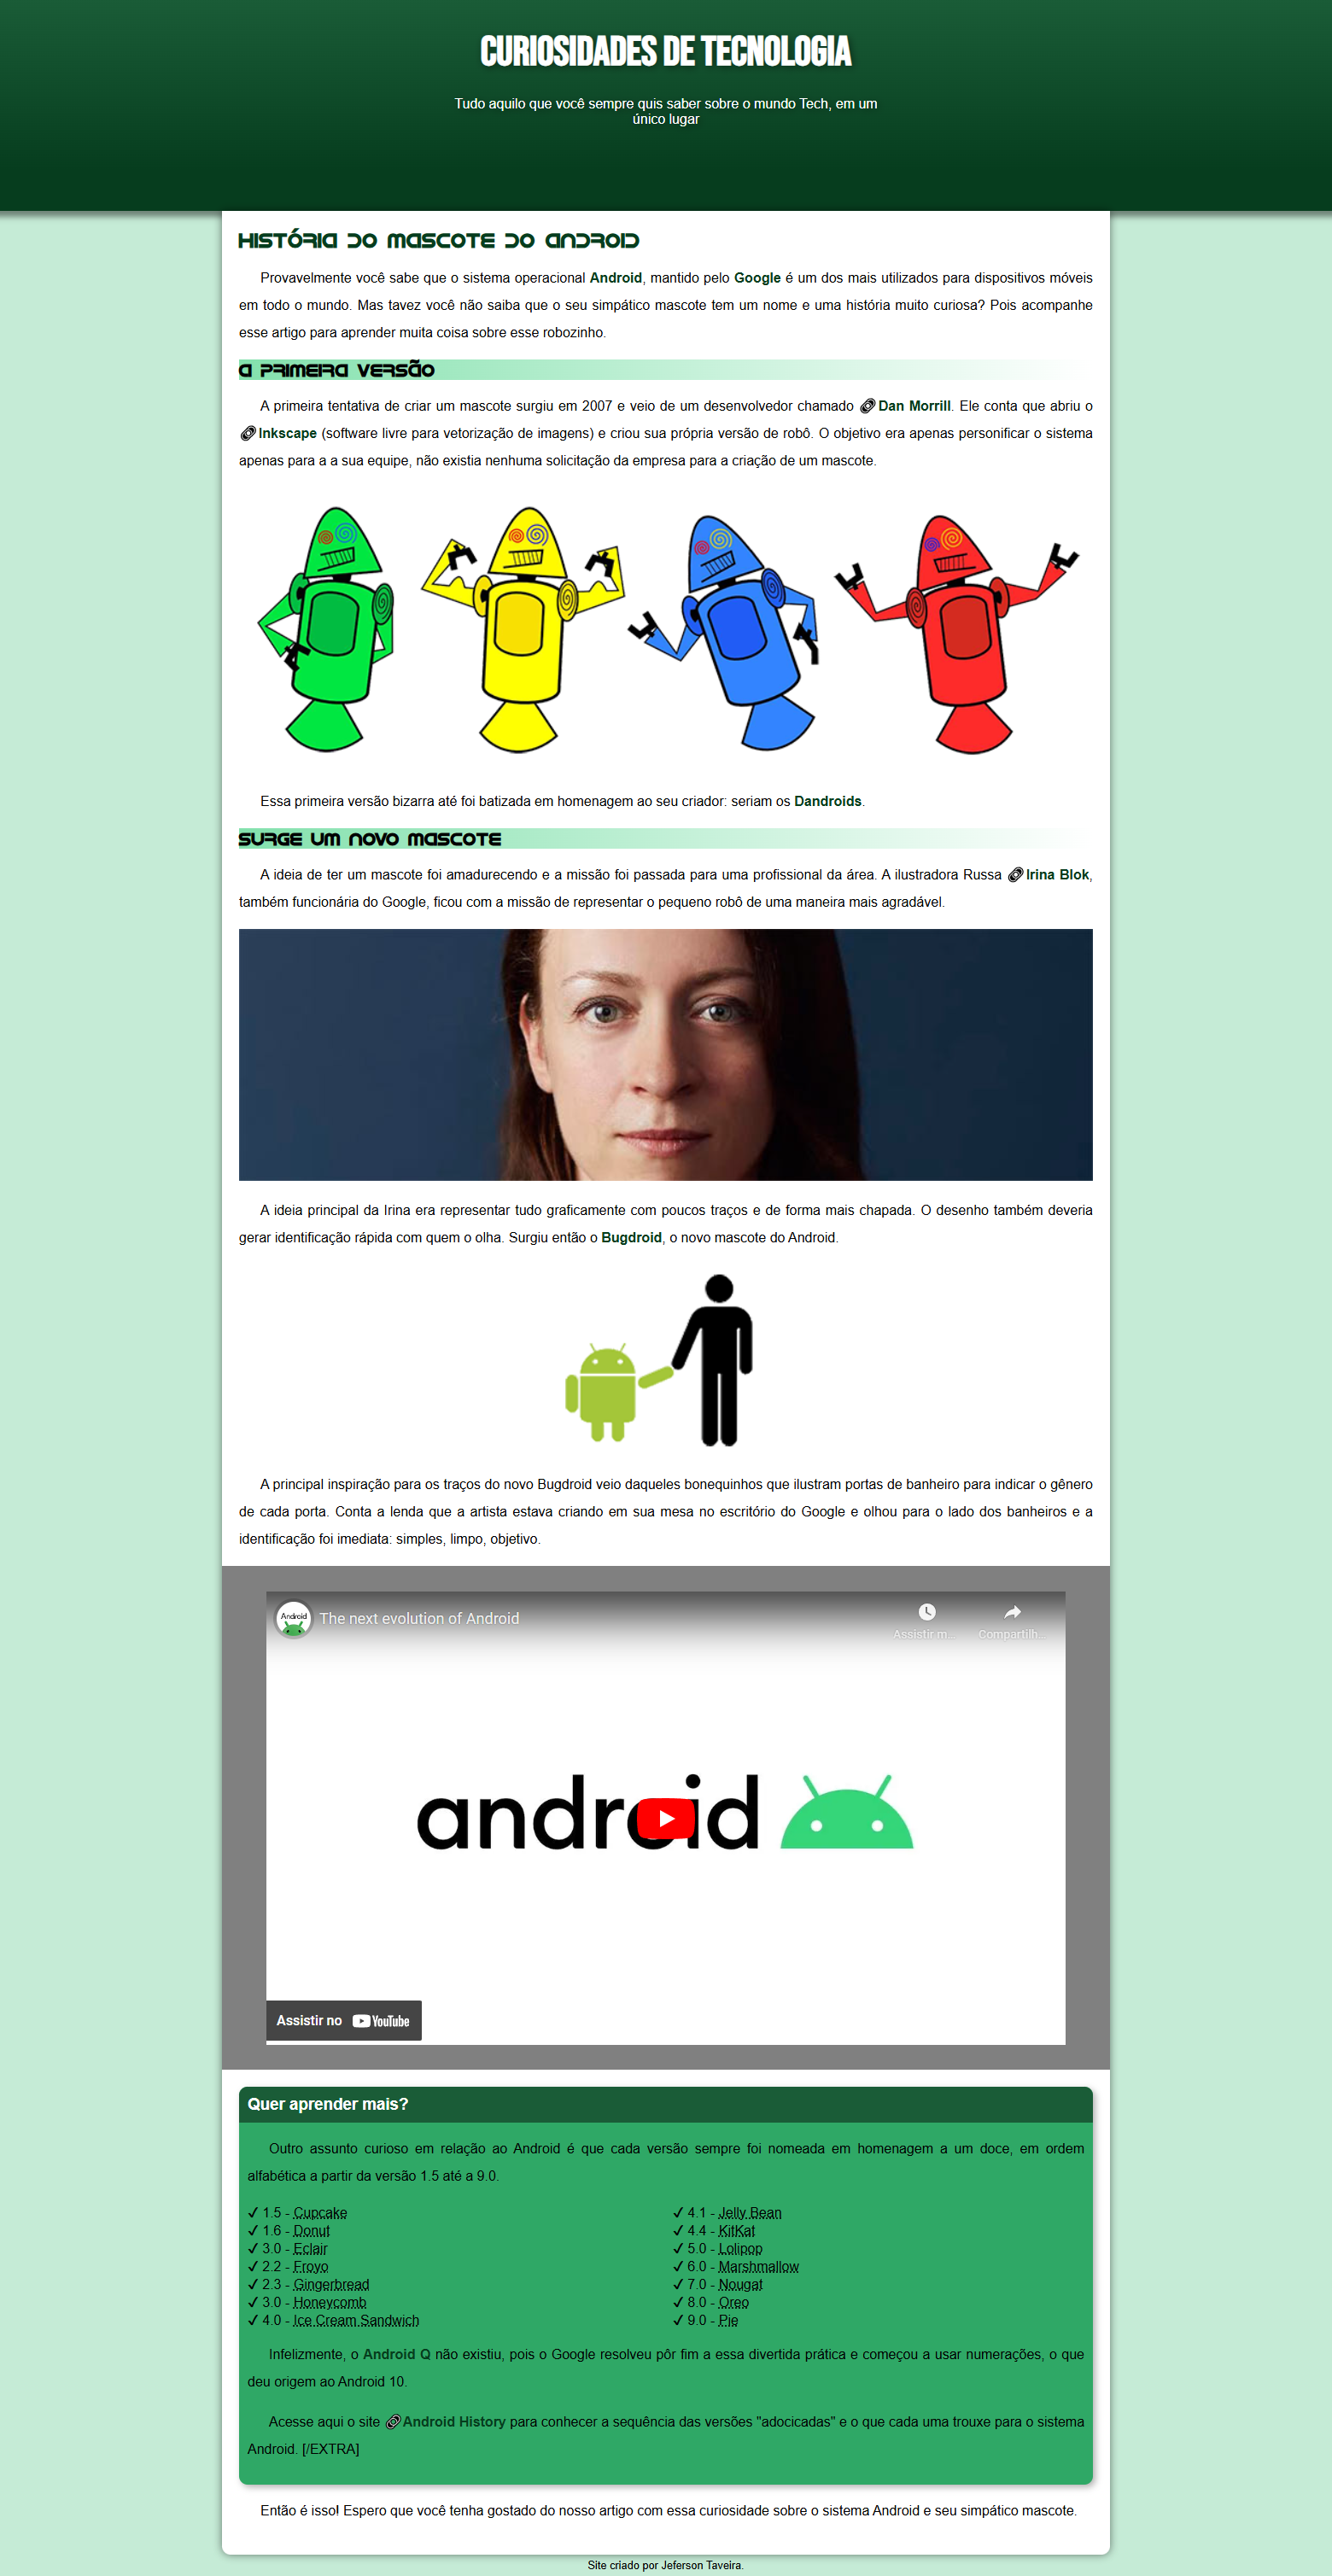 CURIOSIDADES DE TECNOLOGIA
Tudo aquilo que você sempre quis saber sobre o mundo Tech, em um
único lugar
HISTÓRIA DO MASCOTE DO ANDROID
Provavelmente você sabe que o sistema operacional Android, mantido pelo Google é um dos mais utilizados para dispositivos móveis
em todo o mundo. Mas tavez você não saiba que o seu simpático mascote tem um nome e uma história muito curiosa? Pois acompanhe
esse artigo para aprender muita coisa sobre esse robozinho.
A PRIMEIRA VERSÃO
A primeira tentativa de criar um mascote surgiu em 2007 e veio de um desenvolvedor chamado Dan Morrill. Ele conta que abriu o
Inkscape (software livre para vetorização de imagens) e criou sua própria versão de robô. O objetivo era apenas personificar o sistema
apenas para a a sua equipe, não existia nenhuma solicitação da empresa para a criação de um mascote.
Essa primeira versão bizarra até foi batizada em homenagem ao seu criador: seriam os Dandroids.
SURGE UM NOVO MASCOTE
A ideia de ter um mascote foi amadurecendo e a missão foi passada para uma profissional da área. A ilustradora Russa Irina Blok,
também funcionária do Google, ficou com a missão de representar o pequeno robô de uma maneira mais agradável.
A ideia principal da Irina era representar tudo graficamente com poucos traços e de forma mais chapada. O desenho também deveria
gerar identificação rápida com quem o olha. Surgiu então o Bugdroid, o novo mascote do Android.
A principal inspiração para os traços do novo Bugdroid veio daqueles bonequinhos que ilustram portas de banheiro para indicar o gênero
de cada porta. Conta a lenda que a artista estava criando em sua mesa no escritório do Google e olhou para o lado dos banheiros e a
identificação foi imediata: simples, limpo, objetivo.
Android
The next evolution of Android
Assistir m...
Compartilh...
android
Assistir no YouTube
Quer aprender mais?
Outro assunto curioso em relação ao Android é que cada versão sempre foi nomeada em homenagem a um doce, em ordem
alfabética a partir da versão 1.5 até a 9.0.
✔ 1.5 - Cupcake
✔ 1.6 - Donut
✔ 3.0 - Eclair
✔ 2.2 - Froyo
✔ 2.3 - Gingerbread
✔ 3.0 - Honeycomb
✔ 4.0 - Ice Cream Sandwich
✔ 4.1 - Jelly Bean
✔ 4.4 - KitKat
✔ 5.0 - Lolipop
✔ 6.0 - Marshmallow
✔ 7.0 - Nougat
✔ 8.0 - Oreo
✔ 9.0 - Pie
Infelizmente, o Android Q não existiu, pois o Google resolveu pôr fim a essa divertida prática e começou a usar numerações, o que
deu origem ao Android 10.
Acesse aqui o site Android History para conhecer a sequência das versões "adocicadas" e o que cada uma trouxe para o sistema
Android. [/EXTRA]
Então é isso! Espero que você tenha gostado do nosso artigo com essa curiosidade sobre o sistema Android e seu simpático mascote.
Site criado por Jeferson Taveira.